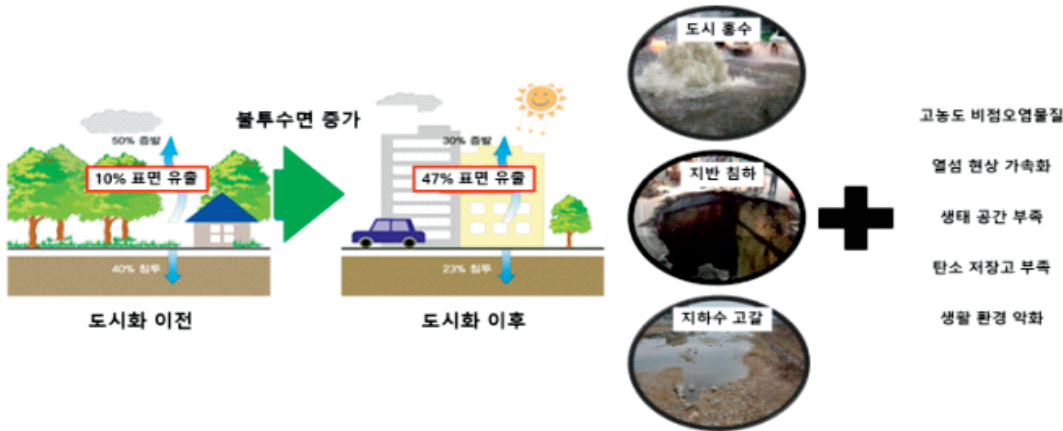 불투수면 증가
50% 증발
10% 표면 유출
40% 침투
도시화 이전
30% 증발
47% 표면 유출
23% 침투
도시화 이후
도시 홍수
지반 침하
지하수 고갈
고농도 비점오염물질
열섬 현상 가속화
생태 공간 부족
탄소 저장고 부족
생활 환경 악화